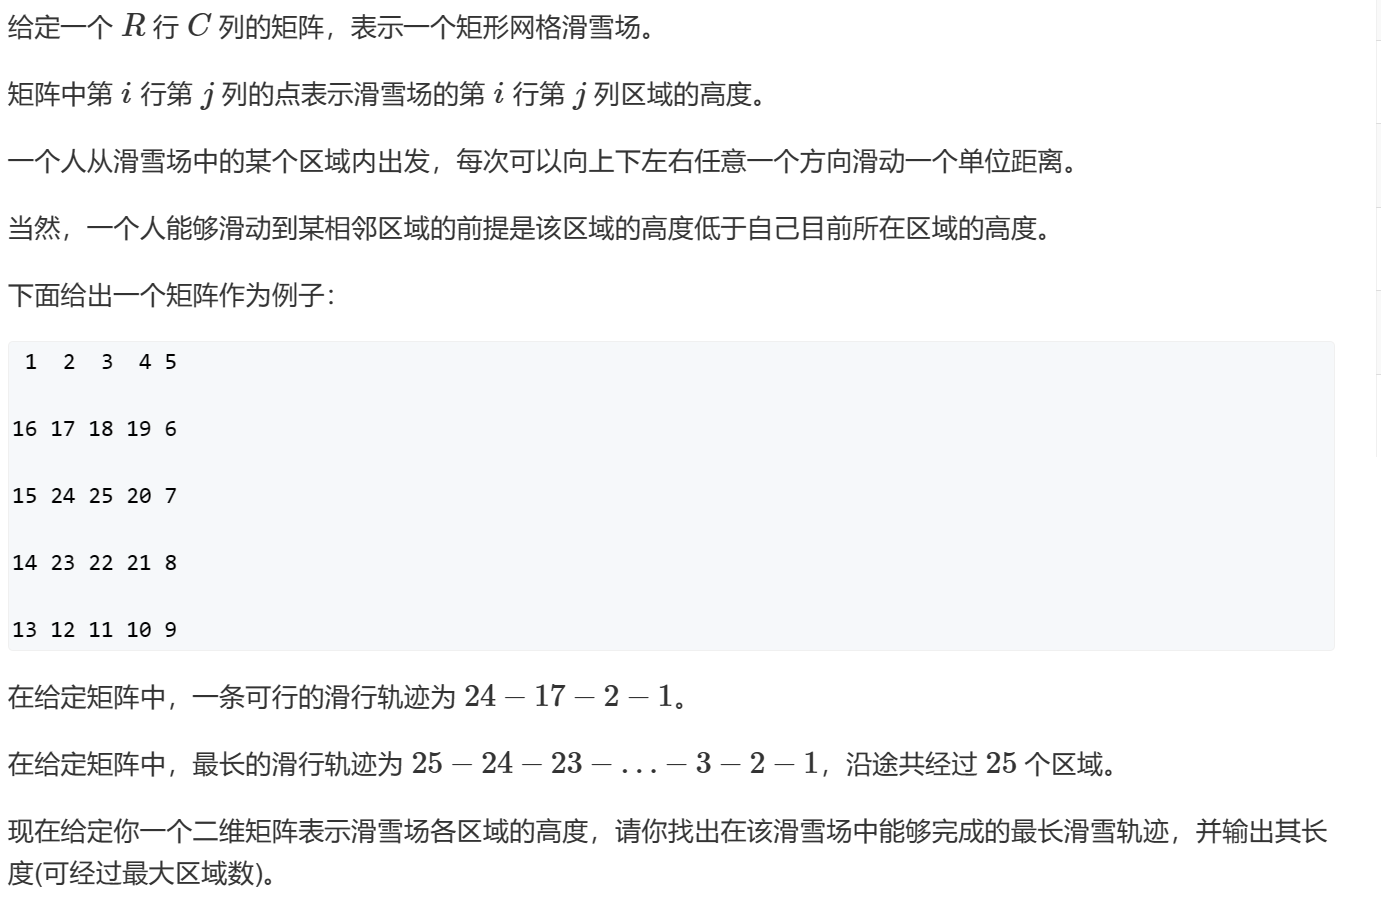 给定一个 R 行 C 列的矩阵，表示一个矩形网格滑雪场。
矩阵中第 i 行第 j 列的点表示滑雪场的第 i 行第 j 列区域的高度。
一个人从滑雪场中的某个区域内出发，每次可以向上下左右任意一个方向滑动一个单位距离。
当然，一个人能够滑动到某相邻区域的前提是该区域的高度低于自己目前所在区域的高度。
下面给出一个矩阵作为例子：
1 2 3 4 5
16 17 18 19 6
15 24 25 20 7
14 23 22 21 8
13 12 11 10 9
在给定矩阵中，一条可行的滑行轨迹为 24 − 17 − 2 − 1。
在给定矩阵中，最长的滑行轨迹为 25 − 24 − 23 − … − 3 − 2 − 1，沿途共经过 25 个区域。
现在给定你一个二维矩阵表示滑雪场各区域的高度，请你找出在该滑雪场中能够完成的最长滑雪轨迹，并输出其长
度(可经过最大区域数)。